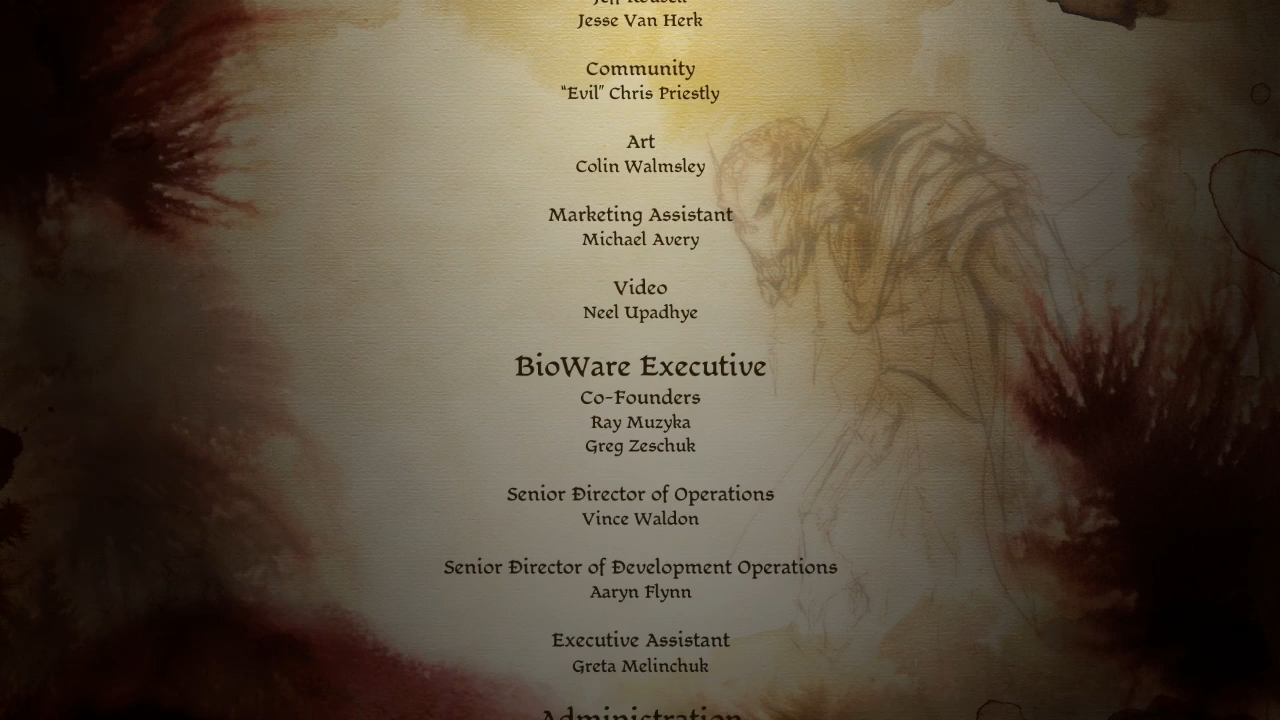 Jesse Van Herk
Community
"Evil" Chris Priestly
Art
Colin Walmsley
Marketing Assistant
Michael Avery
Video
Neel Upadhye
BioWare Executive
Co-Founders
Ray Muzyka
Greg Zeschuk
Senior Director of Operations
Vince Waldon
Senior Director of Development Operations
Aaryn Flynn
Executive Assistant
Greta Melinchuk
Administration